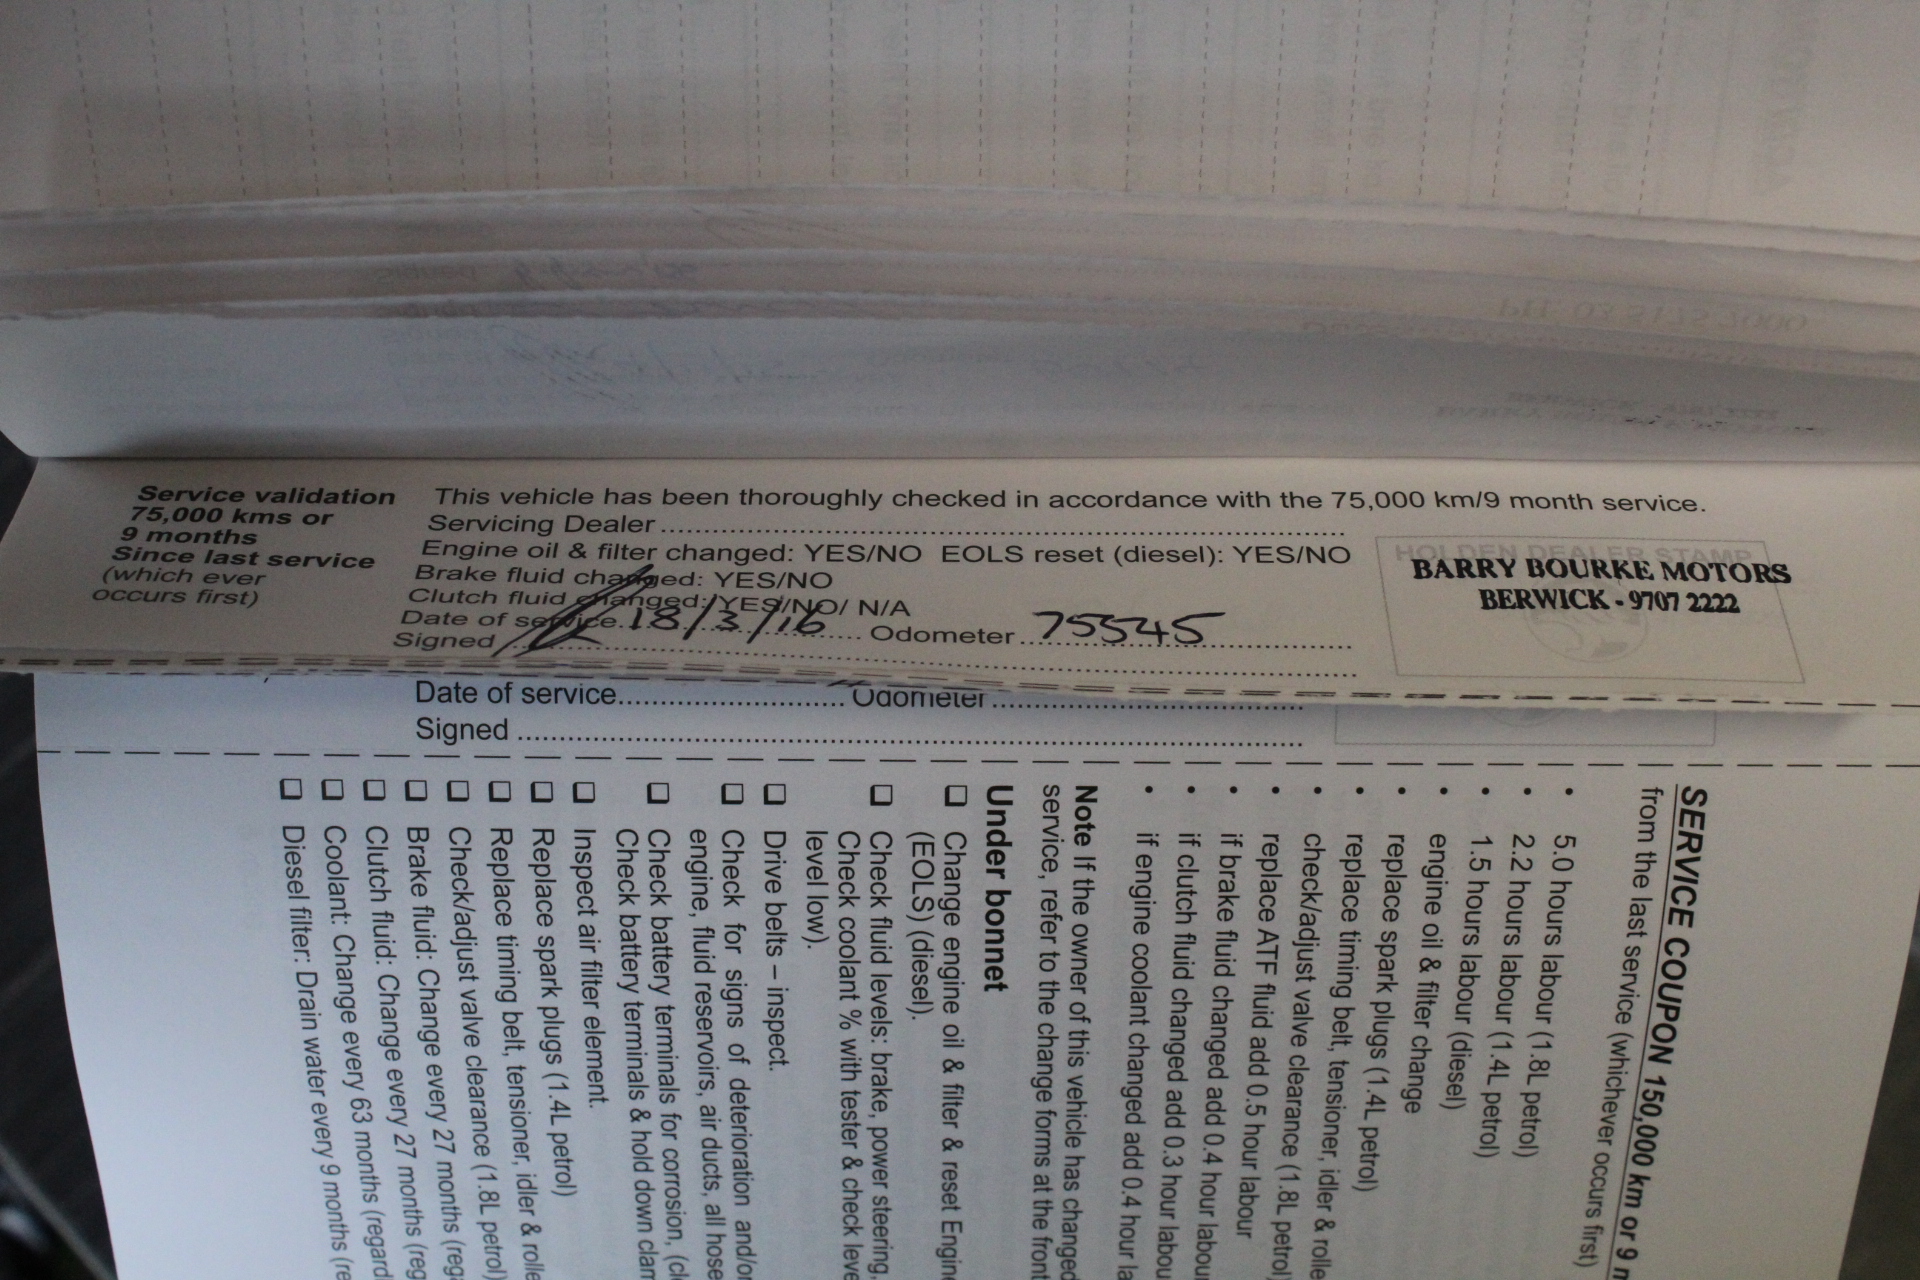 Service validation
75,000 kms or
9 months
Since last service
(which ever
occurs first)
This vehicle has been thoroughly checked in accordance with the 75,000 km/9 month service.
Servicing Dealer
Engine oil & filter changed: YES/NO EOLS reset (diesel): YES/NO
Brake fluid changed: YES/NO
Clutch fluid changed: YES/NO/ N/A
Date of service 18/3/16 Odometer 75545
Signed
HOLDEN DEALER STAMP
BARRY BOURKE MOTORS
BERWICK - 9707 2222
Date of service Odometer
Signed
SERVICE COUPON 150,000 km or 9
from the last service (whichever occurs first)
• 5.0 hours labour (1.8L petrol)
• 2.2 hours labour (1.4L petrol)
• 1.5 hours labour (diesel)
• engine oil & filter change
• replace spark plugs (1.4L petrol)
• replace timing belt, tensioner, idler &
• check/adjust valve clearance (1.8L petrol)
• replace ATF fluid add 0.5 hour labour
• if brake fluid changed add 0.4 hour
• if clutch fluid changed add 0.3 hour
• if engine coolant changed add 0.4 hour
Note If the owner of this vehicle has changed
service, refer to the change forms at the front
Under bonnet
❑ Change engine oil & filter & reset
(EOLS) (diesel).
❑ Check fluid levels: brake, power steering,
Check coolant % with tester & check
level low).
❑ Drive belts – inspect.
❑ Check for signs of deterioration and/or
engine, fluid reservoirs, air ducts, all
❑ Check battery terminals for corrosion,
Check battery terminals & hold down
❑ Inspect air filter element.
❑ Replace spark plugs (1.4L petrol)
❑ Replace timing belt, tensioner, idler &
❑ Check/adjust valve clearance (1.8L petrol)
❑ Brake fluid: Change every 27 months
❑ Clutch fluid: Change every 27 months
❑ Coolant: Change every 63 months
❑ Diesel filter: Drain water every 9 months
PH: 03 5175 2000